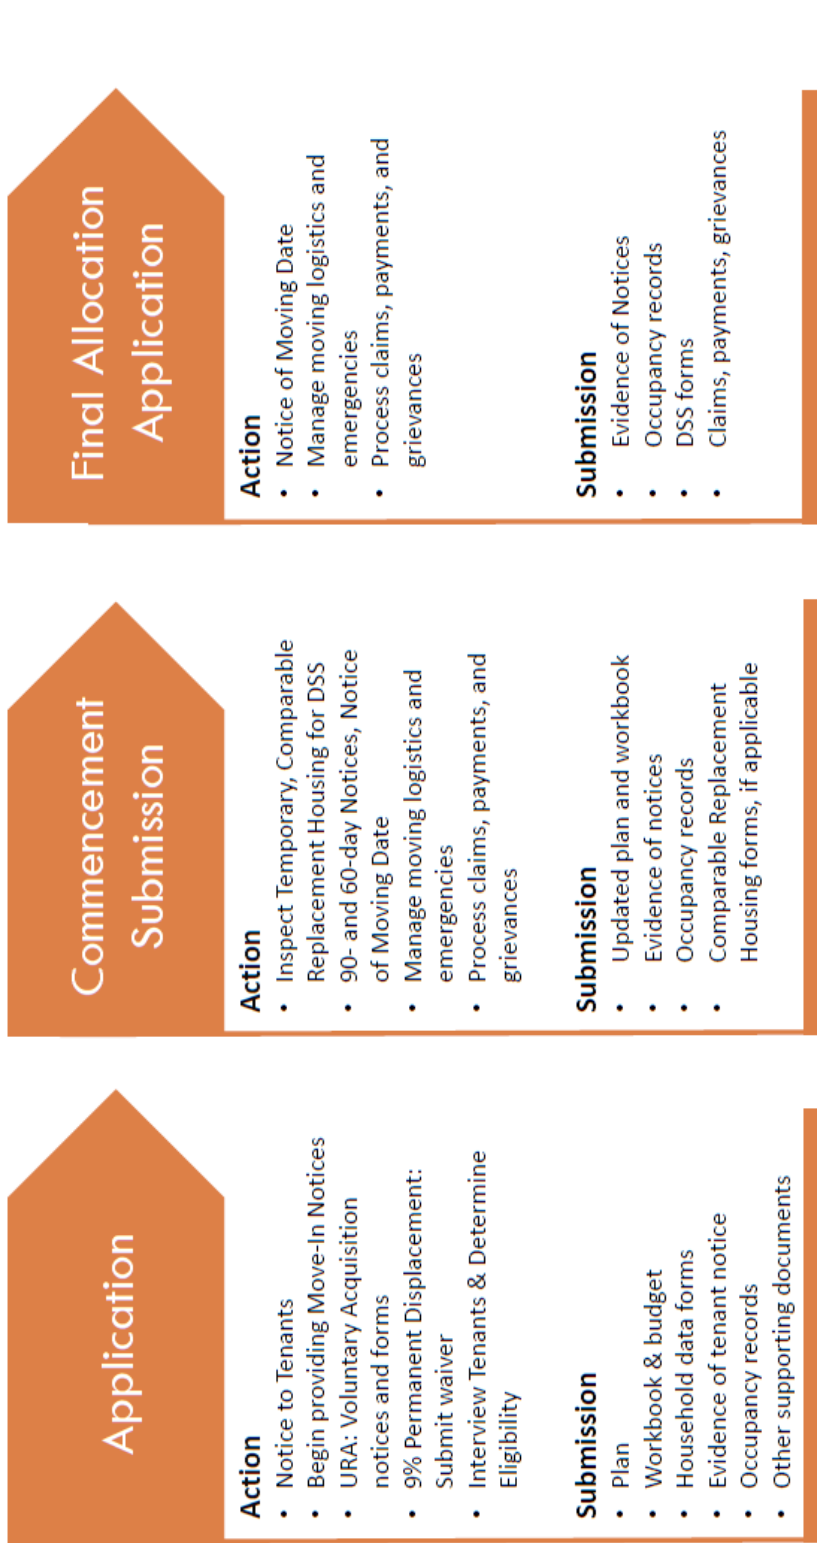 Application
Action
• Notice to Tenants
• Begin providing Move-In Notices
• URA: Voluntary Acquisition
notices and forms
• 9% Permanent Displacement:
Submit waiver
• Interview Tenants & Determine
Eligibility
Submission
• Plan
• Workbook & budget
• Household data forms
• Evidence of tenant notice
• Occupancy records
• Other supporting documents
Commencement
Submission
Action
• Inspect Temporary, Comparable
Replacement Housing for DSS
• 90- and 60-day Notices, Notice
of Moving Date
• Manage moving logistics and
emergencies
• Process claims, payments, and
grievances
Submission
• Updated plan and workbook
• Evidence of notices
• Occupancy records
• Comparable Replacement
Housing forms, if applicable
Final Allocation
Application
Action
• Notice of Moving Date
• Manage moving logistics and
emergencies
• Process claims, payments, and
grievances
Submission
• Evidence of Notices
• Occupancy records
• DSS forms
• Claims, payments, grievances